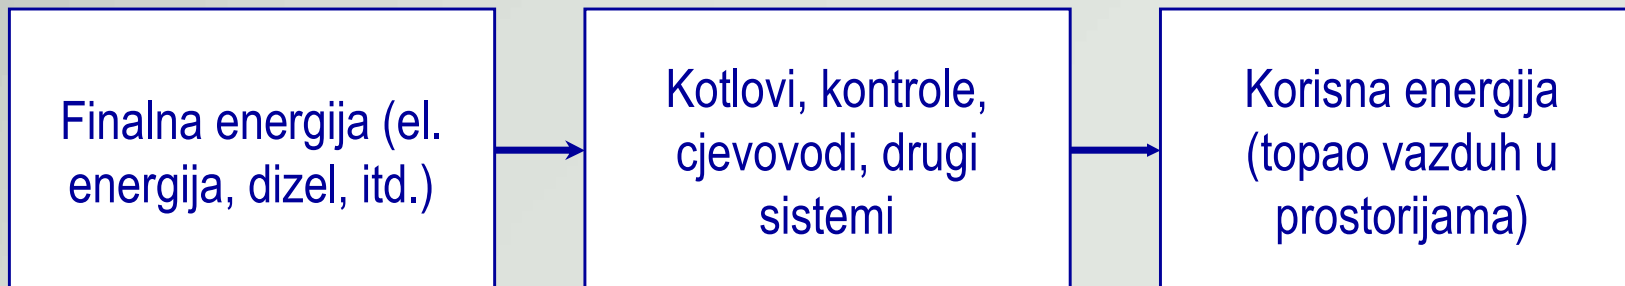 Finalna energija (el.
energija, dizel, itd.)
Kotlovi, kontrole,
cjevovodi, drugi
sistemi
Korisna energija
(topao vazduh u
prostorijama)